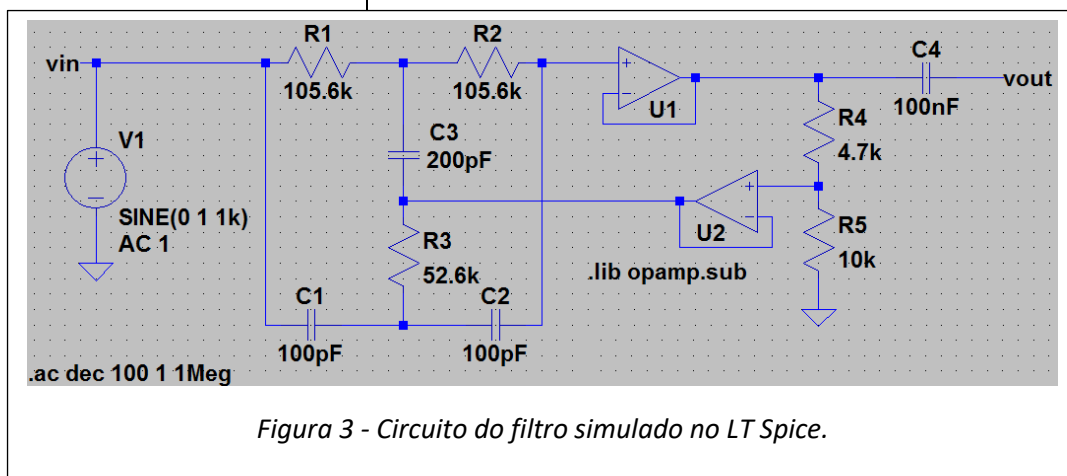 R1
R2
C4
vin
vout
105.6k
105.6k
U1
100nF
C3
R4
V1
200pF
4.7k
SINE(0 1 1k)
AC 1
R3
U2
R5
52.6k
.lib opamp.sub
10k
C1
C2
100pF
100pF
.ac dec 100 1 1Meg
Figura 3 - Circuito do filtro simulado no LT Spice.